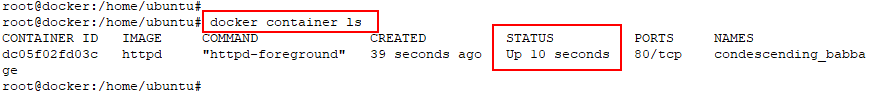 root@docker:/home/ubuntu#
root@docker:/home/ubuntu# docker container ls
CONTAINER ID   IMAGE   COMMAND   CREATED   STATUS   PORTS   NAMES
dc05f02fd03c   httpd   "httpd-foreground"   39 seconds ago   Up 10 seconds   80/tcp   condescending_babba
ge
root@docker:/home/ubuntu#